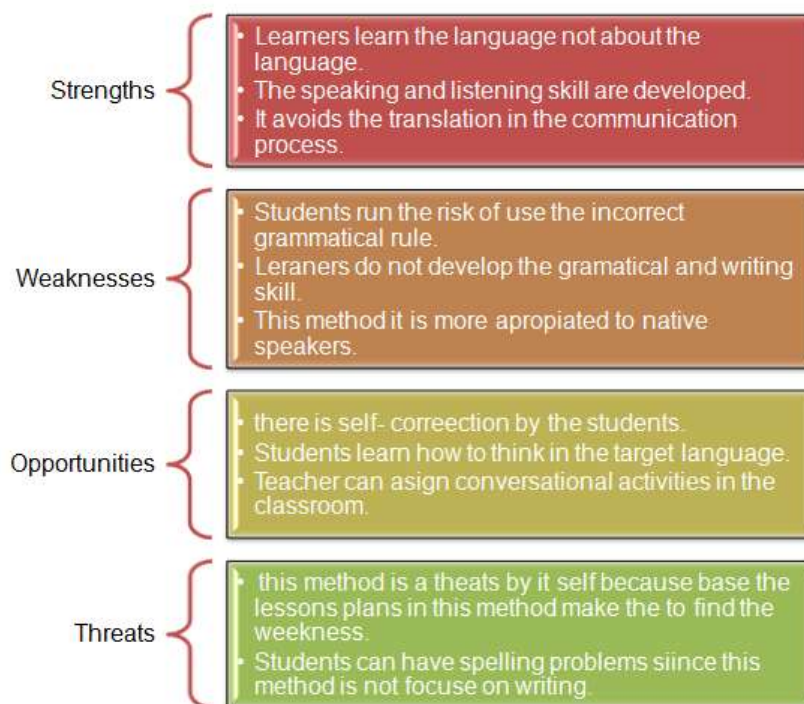 Strengths
• Learners learn the language not about the
language.
• The speaking and listening skill are developed.
• It avoids the translation in the communication
process.
Weaknesses
• Students run the risk of use the incorrect
grammatical rule.
• Leraners do not develop the gramatical and writing
skill.
• This method it is more apropiated to native
speakers.
Opportunities
• there is self- correection by the students.
• Students learn how to think in the target language.
• Teacher can asign conversational activities in the
classroom.
Threats
• this method is a theats by it self because base the
lessons plans in this method make the to find the
weekness.
• Students can have spelling problems siince this
method is not focuse on writing.